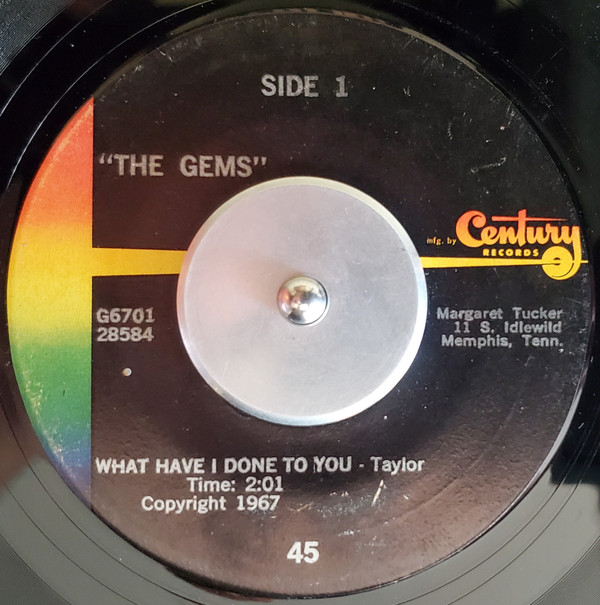 SIDE 1
"THE GEMS"
mfg. by Century
RECORDS
G6701
28584
Margaret Tucker
11 S. Idlewild
Memphis, Tenn.
WHAT HAVE I DONE TO YOU - Taylor
Time: 2:01
Copyright 1967
45